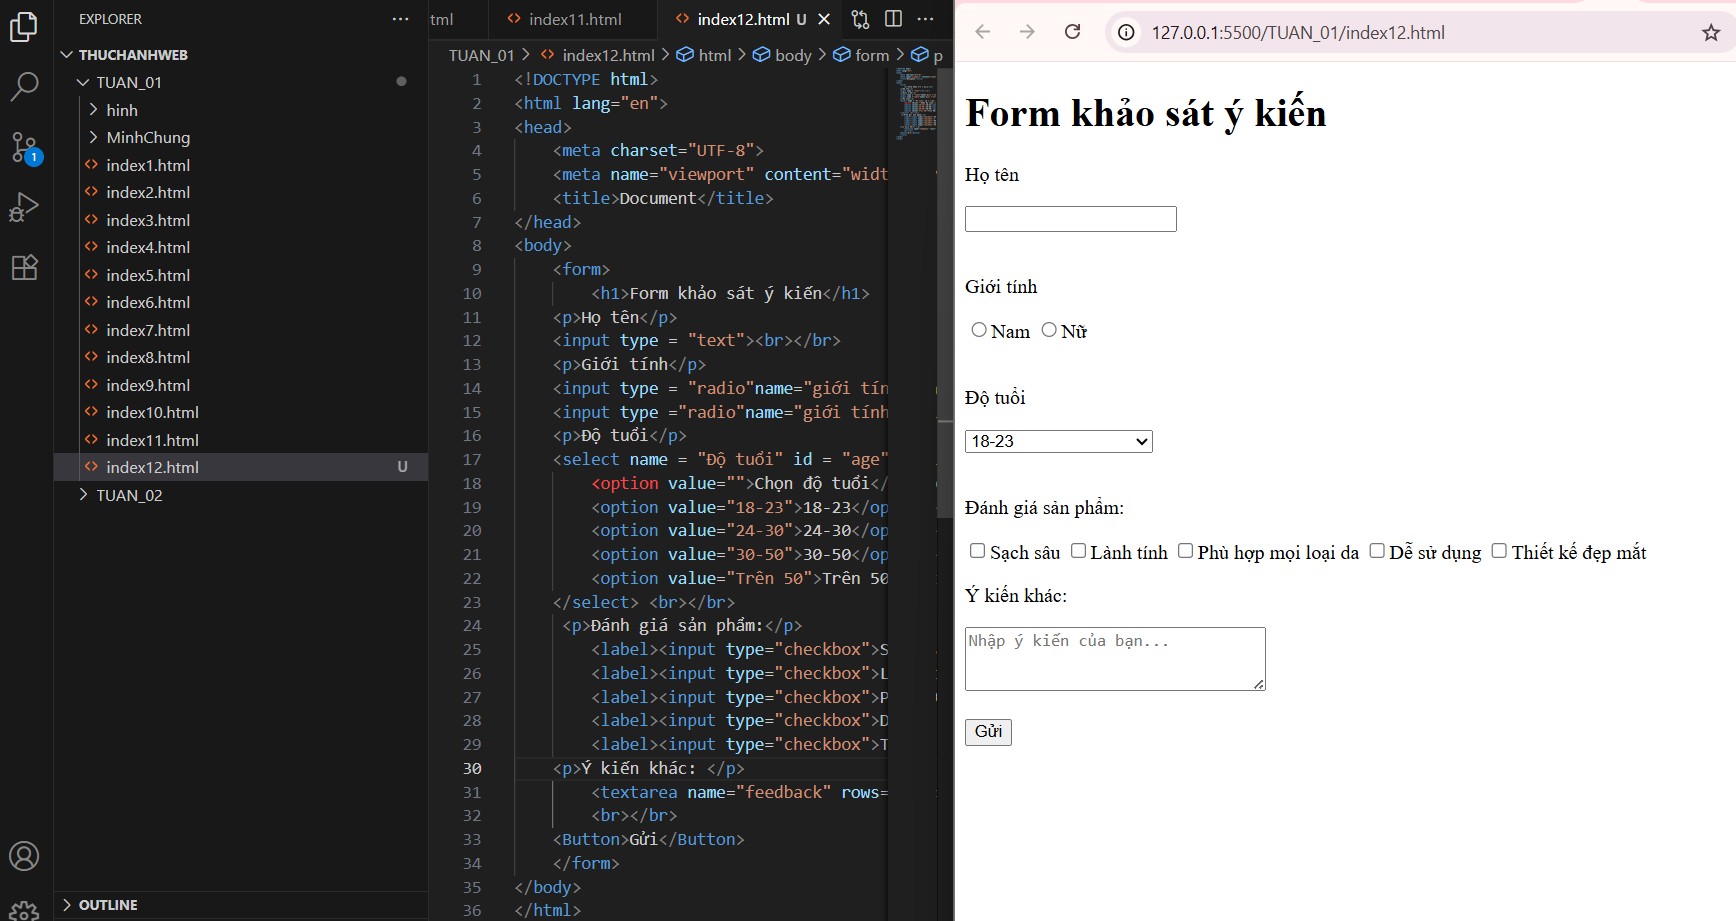 EXPLORER
THUCHANHWEB
TUAN_01
hinh
MinhChung
index1.html
index2.html
index3.html
index4.html
index5.html
index6.html
index7.html
index8.html
index9.html
index10.html
index11.html
index12.html U
TUAN_02
OUTLINE
1
tml
index11.html
index12.html U
TUAN_01 > index12.html > html > body > form > p
1 <!DOCTYPE html>
2 <html lang="en">
3 <head>
4 <meta charset="UTF-8">
5 <meta name="viewport" content="widt
6 <title>Document</title>
7 </head>
8 <body>
9 <form>
10 <h1>Form khảo sát ý kiến</h1>
11 <p>Họ tên</p>
12 <input type = "text"><br></br>
13 <p>Giới tính</p>
14 <input type = "radio"name="giới tín
15 <input type ="radio"name="giới tính
16 <p>Độ tuổi</p>
17 <select name = "Độ tuổi" id = "age"
18 <option value="">Chọn độ tuổi</
19 <option value="18-23">18-23</op
20 <option value="24-30">24-30</op
21 <option value="30-50">30-50</op
22 <option value="Trên 50">Trên 50
23 </select> <br></br>
24 <p>Đánh giá sản phẩm:</p>
25 <label><input type="checkbox">S
26 <label><input type="checkbox">L
27 <label><input type="checkbox">P
28 <label><input type="checkbox">D
29 <label><input type="checkbox">T
30 <p>Ý kiến khác: </p>
31 <textarea name="feedback" rows=
32 <br></br>
33 <Button>Gửi</Button>
34 </form>
35 </body>
36 </html>
127.0.0.1:5500/TUAN_01/index12.html
Form khảo sát ý kiến
Họ tên
Giới tính
Nam Nữ
Độ tuổi
18-23
Đánh giá sản phẩm:
Sạch sâu Lành tính Phù hợp mọi loại da Dễ sử dụng Thiết kế đẹp mắt
Ý kiến khác:
Nhập ý kiến của bạn...
Gửi